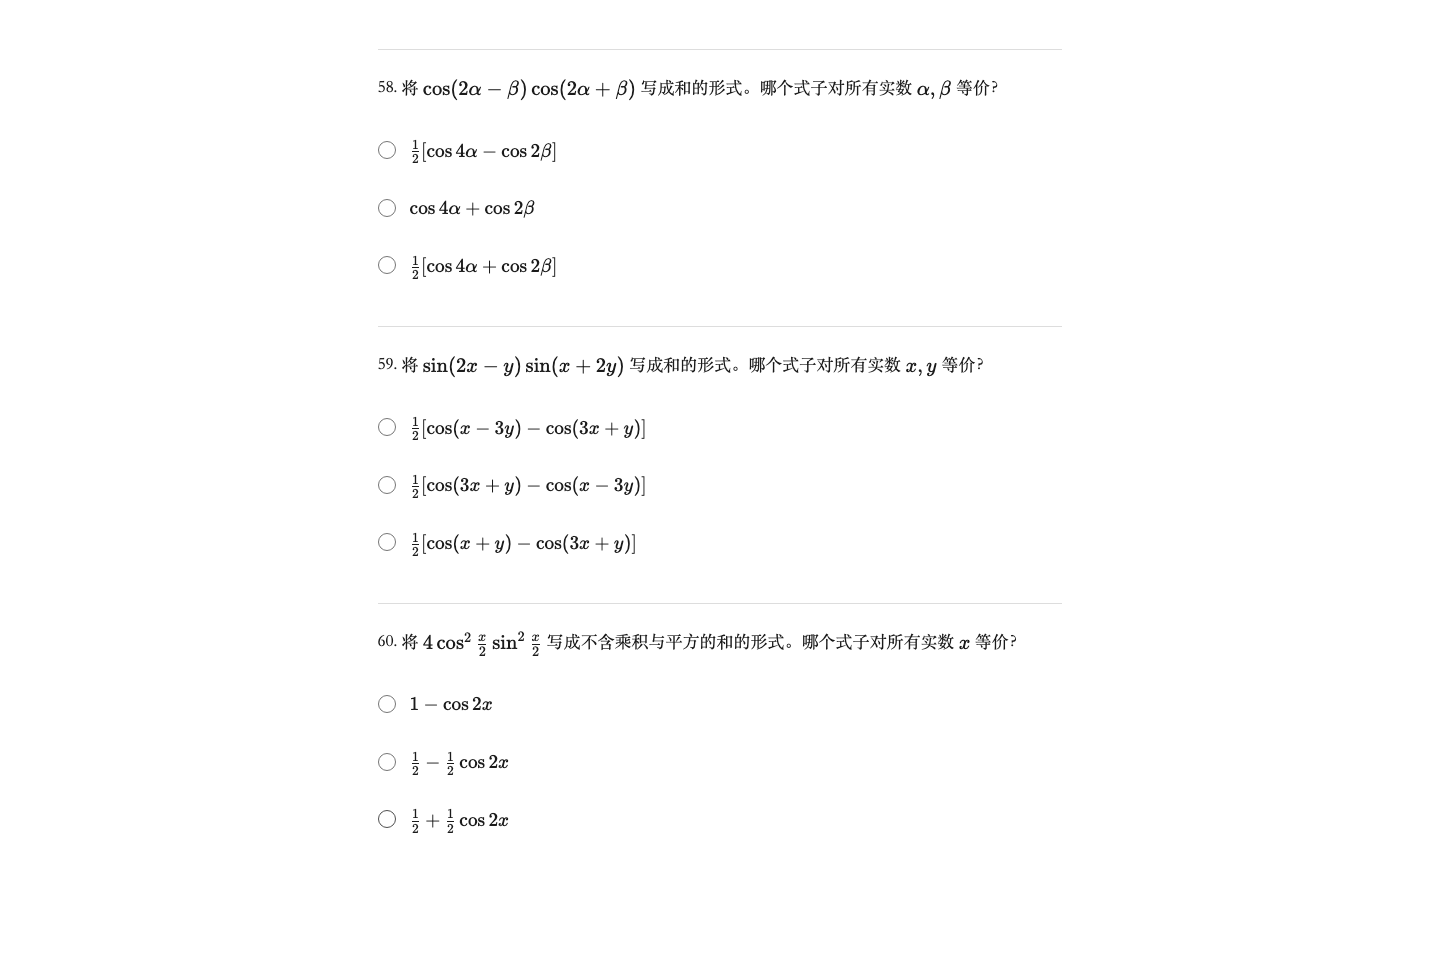 58. 将 cos(2α − β) cos(2α + β) 写成和的形式。哪个式子对所有实数 α, β 等价?
½[cos 4α − cos 2β]
cos 4α + cos 2β
½[cos 4α + cos 2β]
59. 将 sin(2x − y) sin(x + 2y) 写成和的形式。哪个式子对所有实数 x, y 等价?
½[cos(x − 3y) − cos(3x + y)]
½[cos(3x + y) − cos(x − 3y)]
½[cos(x + y) − cos(3x + y)]
60. 将 4 cos² x/2 sin² x/2 写成不含乘积与平方的和的形式。哪个式子对所有实数 x 等价?
1 − cos 2x
½ − ½ cos 2x
½ + ½ cos 2x